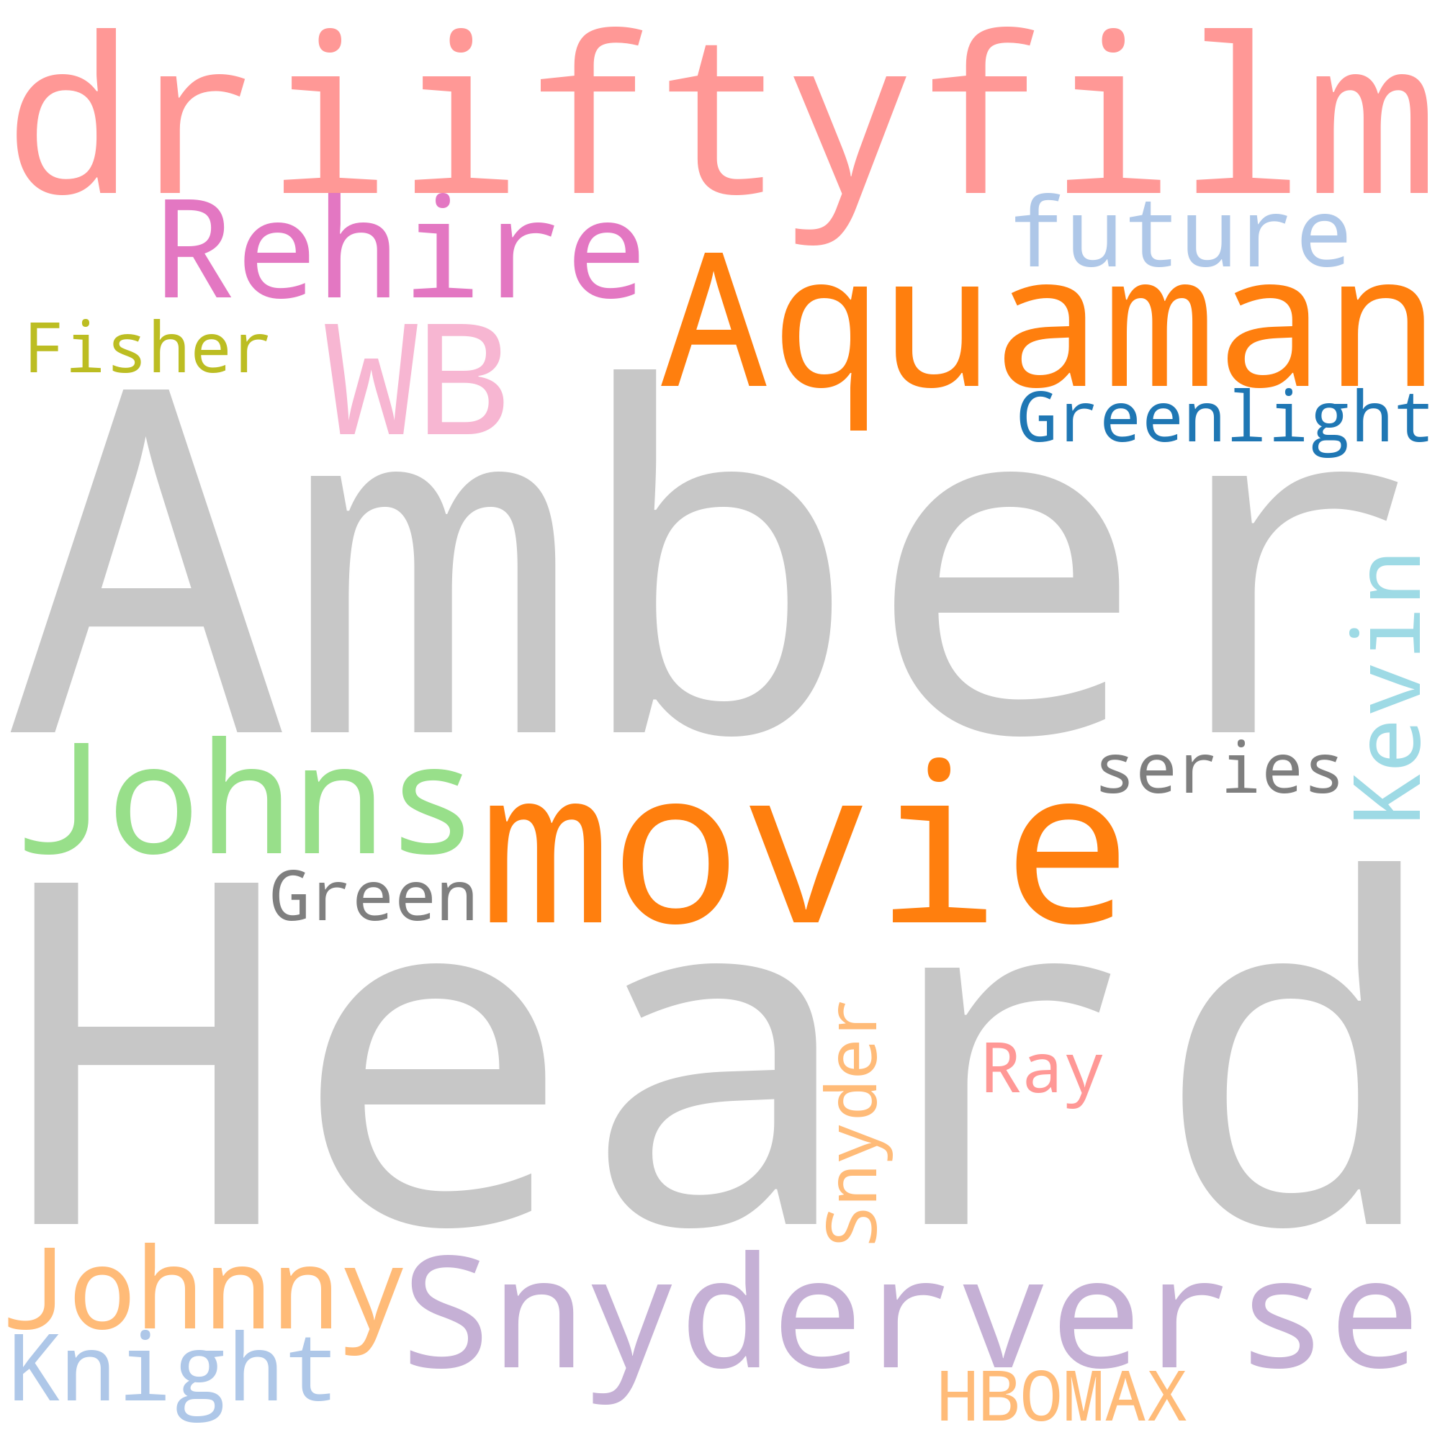 driiftyfilm
Rehire
future
Aquaman
Fisher
WB
Greenlight
Amber
Kevin
Johns
series
movie
Green
Heard
Snyder
Ray
Johnny
Snyderverse
Knight
HBOMAX